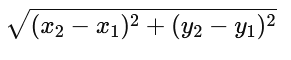 √(x₂ − x₁)² + (y₂ − y₁)²